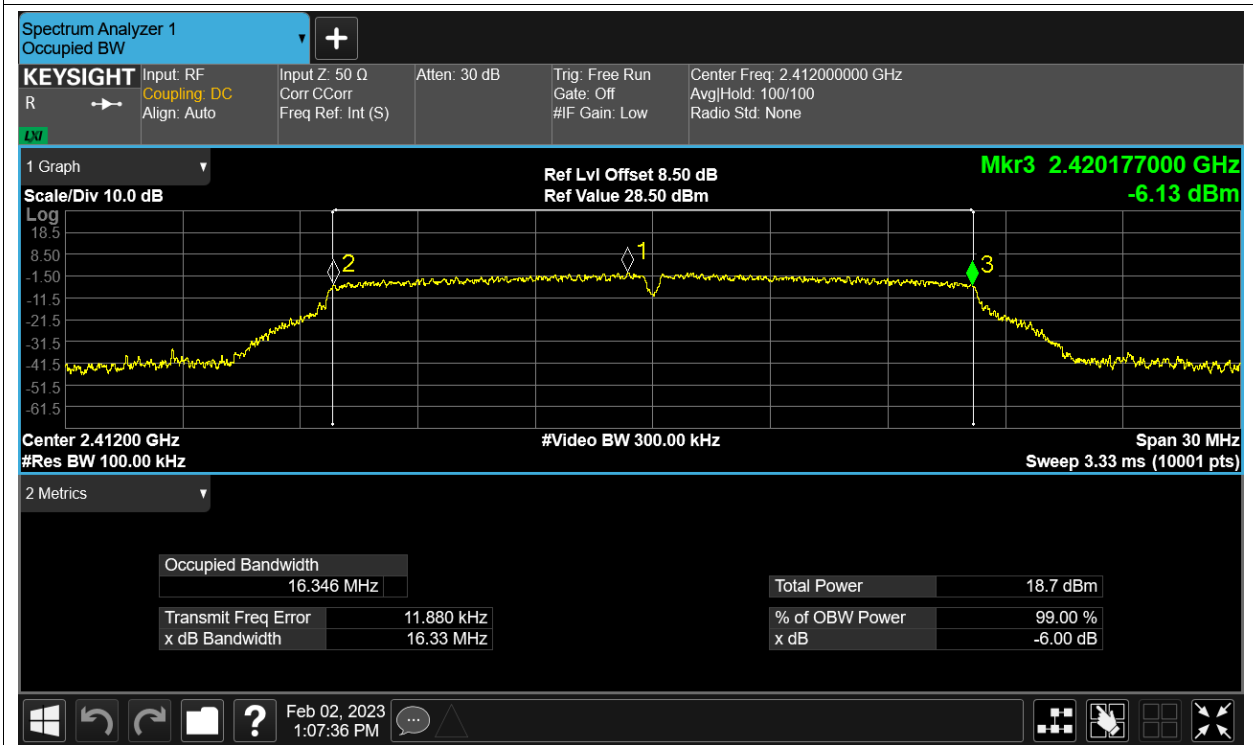 Spectrum Analyzer 1
Occupied BW
KEYSIGHT Input: RF Input Z: 50 Ω Atten: 30 dB Trig: Free Run Center Freq: 2.412000000 GHz
R Coupling: DC Corr CCorr Gate: Off Avg|Hold: 100/100
Align: Auto Freq Ref: Int (S) #IF Gain: Low Radio Std: None
LXI
1 Graph Ref Lvl Offset 8.50 dB Mkr3 2.420177000 GHz
Scale/Div 10.0 dB Ref Value 28.50 dBm -6.13 dBm
Log
18.5
8.50 1
2 3
-1.50
-11.5
-21.5
-31.5
-41.5
-51.5
-61.5
Center 2.41200 GHz #Video BW 300.00 kHz Span 30 MHz
#Res BW 100.00 kHz Sweep 3.33 ms (10001 pts)
2 Metrics
Occupied Bandwidth
16.346 MHz Total Power 18.7 dBm
Transmit Freq Error 11.880 kHz % of OBW Power 99.00 %
x dB Bandwidth 16.33 MHz x dB -6.00 dB
Feb 02, 2023
1:07:36 PM